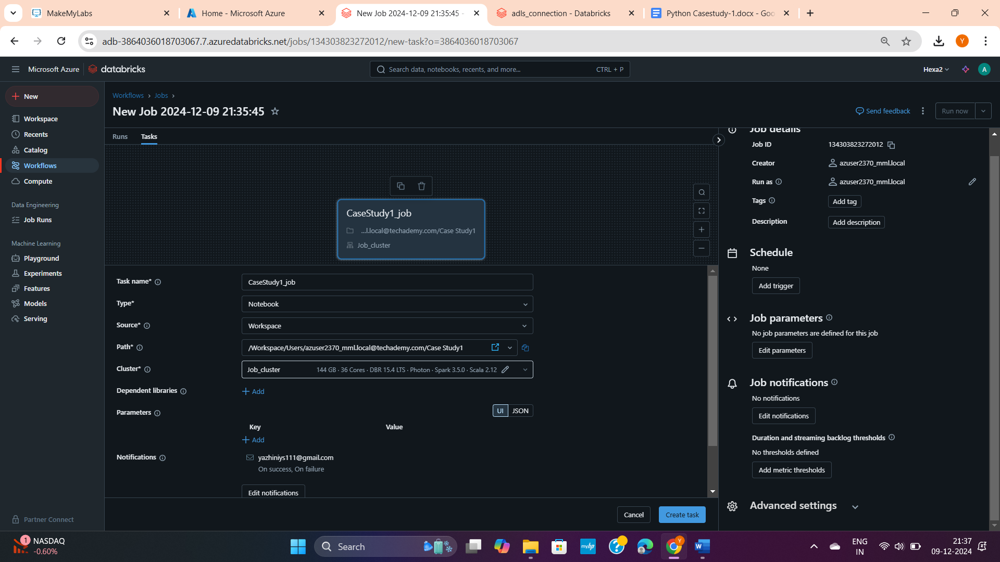 MakeMyLabs
Home - Microsoft Azure
New Job 2024-12-09 21:35:45 -
adls_connection - Databricks
Python Casestudy-1.docx - Goo
adb-3864036018703067.7.azuredatabricks.net/jobs/134303823272012/new-task?o=3864036018703067
Y
Microsoft Azure databricks
Search data, notebooks, recents, and more... CTRL + P
Hexa2
A
New
Workspace
Recents
Catalog
Workflows
Compute
Data Engineering
Job Runs
Machine Learning
Playground
Experiments
Features
Models
Serving
Partner Connect
Workflows › Jobs ›
New Job 2024-12-09 21:35:45
Send feedback
Run now
Runs Tasks
CaseStudy1_job
...l.local@techademy.com/Case Study1
Job_cluster
Task name* CaseStudy1_job
Type* Notebook
Source* Workspace
Path* /Workspace/Users/azuser2370_mml.local@techademy.com/Case Study1
Cluster* Job_cluster 144 GB · 36 Cores · DBR 15.4 LTS · Photon · Spark 3.5.0 · Scala 2.12
Dependent libraries + Add
Parameters UI JSON
Key Value
+ Add
Notifications yazhiniys111@gmail.com
On success, On failure
Edit notifications
Cancel Create task
Job details
Job ID 134303823272012
Creator azuser2370_mml.local
Run as azuser2370_mml.local
Tags Add tag
Description Add description
Schedule
None
Add trigger
Job parameters
No job parameters are defined for this job
Edit parameters
Job notifications
No notifications
Edit notifications
Duration and streaming backlog thresholds
No thresholds defined
Add metric thresholds
Advanced settings
1
NASDAQ
-0.60%
Search
myhp
Y
W
ENG
IN
21:37
09-12-2024